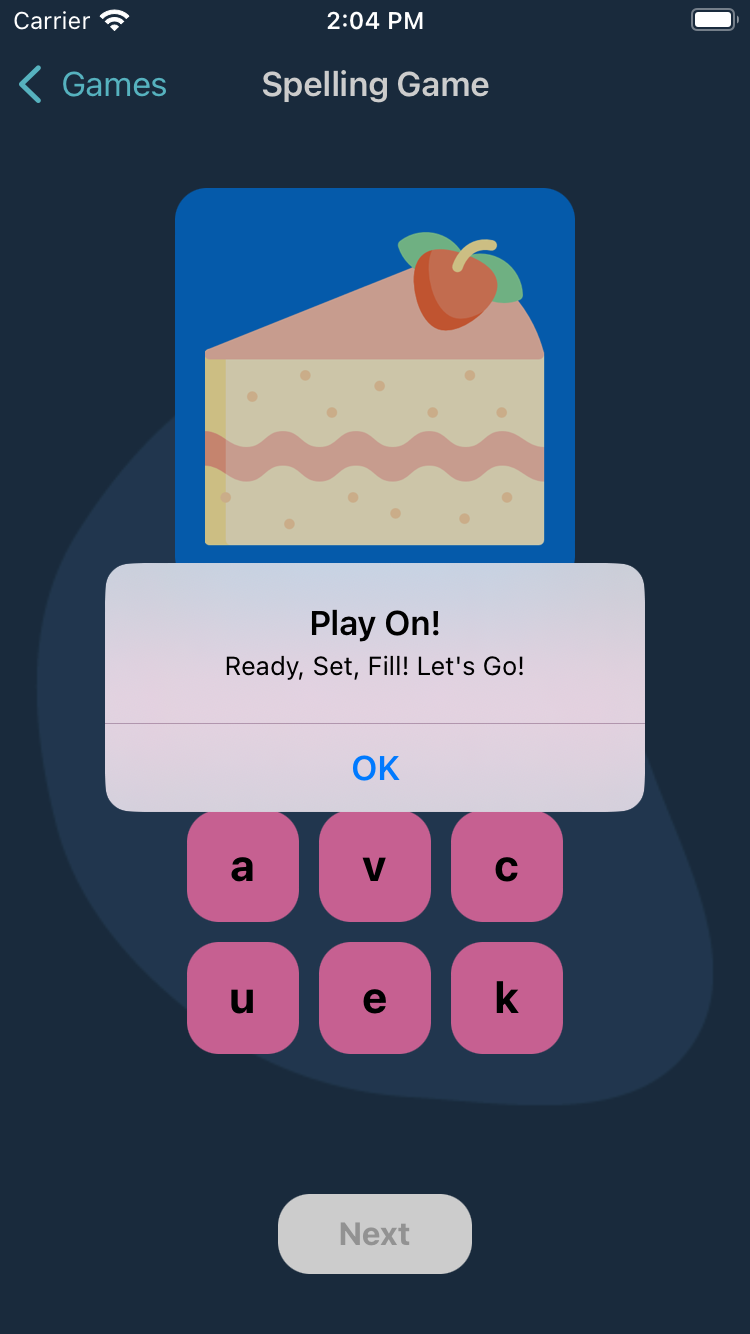 Carrier 2:04 PM
Games Spelling Game
Play On!
Ready, Set, Fill! Let's Go!
OK
a v c
u e k
Next